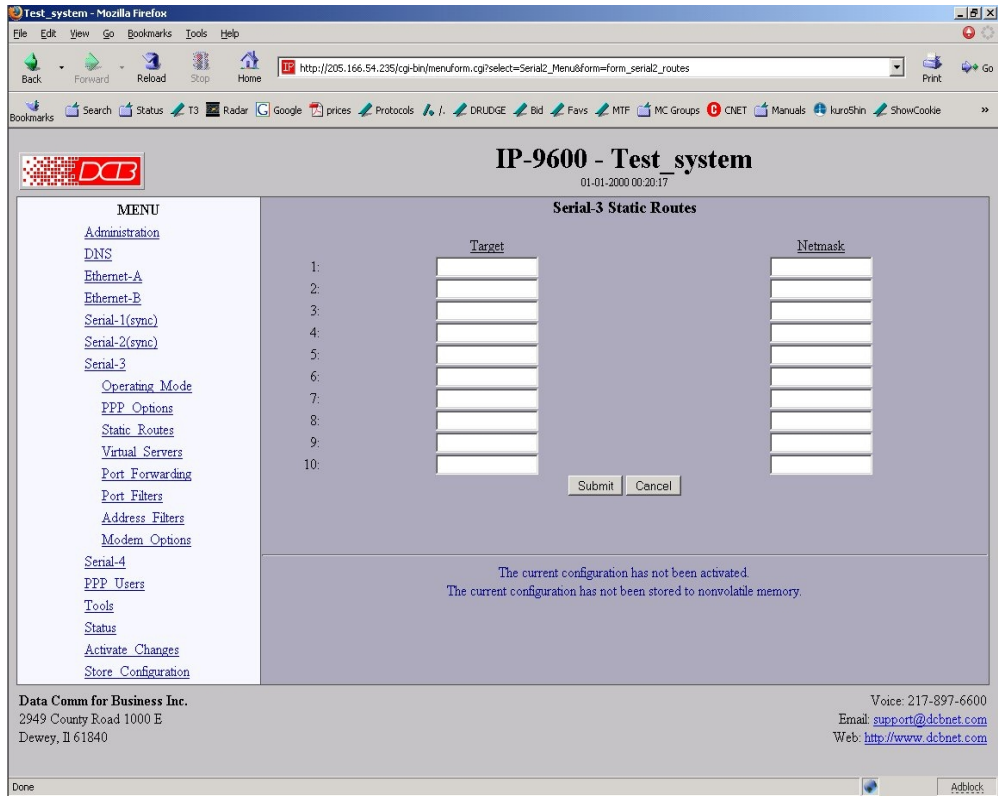 Test_system - Mozilla Firefox
File Edit View Go Bookmarks Tools Help
Back Forward Reload Stop Home http://205.166.54.235/cgi-bin/menuform.cgi?select=Serial2_Menu&form=form_serial2_routes Print Go
Bookmarks Search Status T3 Radar Google prices Protocols /. DRUDGE Bid Favs MTF MC Groups CNET Manuals kuro5hin ShowCookie »
DCB
IP-9600 - Test_system
01-01-2000 00:20:17
MENU
Administration
DNS
Ethernet-A
Ethernet-B
Serial-1(sync)
Serial-2(sync)
Serial-3
Operating Mode
PPP Options
Static Routes
Virtual Servers
Port Forwarding
Port Filters
Address Filters
Modem Options
Serial-4
PPP Users
Tools
Status
Activate Changes
Store Configuration
Serial-3 Static Routes
Target Netmask
1:
2:
3:
4:
5:
6:
7:
8:
9:
10:
Submit Cancel
The current configuration has not been activated.
The current configuration has not been stored to nonvolatile memory.
Data Comm for Business Inc.
2949 County Road 1000 E
Dewey, Il 61840
Voice: 217-897-6600
Email: support@dcbnet.com
Web: http://www.dcbnet.com
Done Adblock